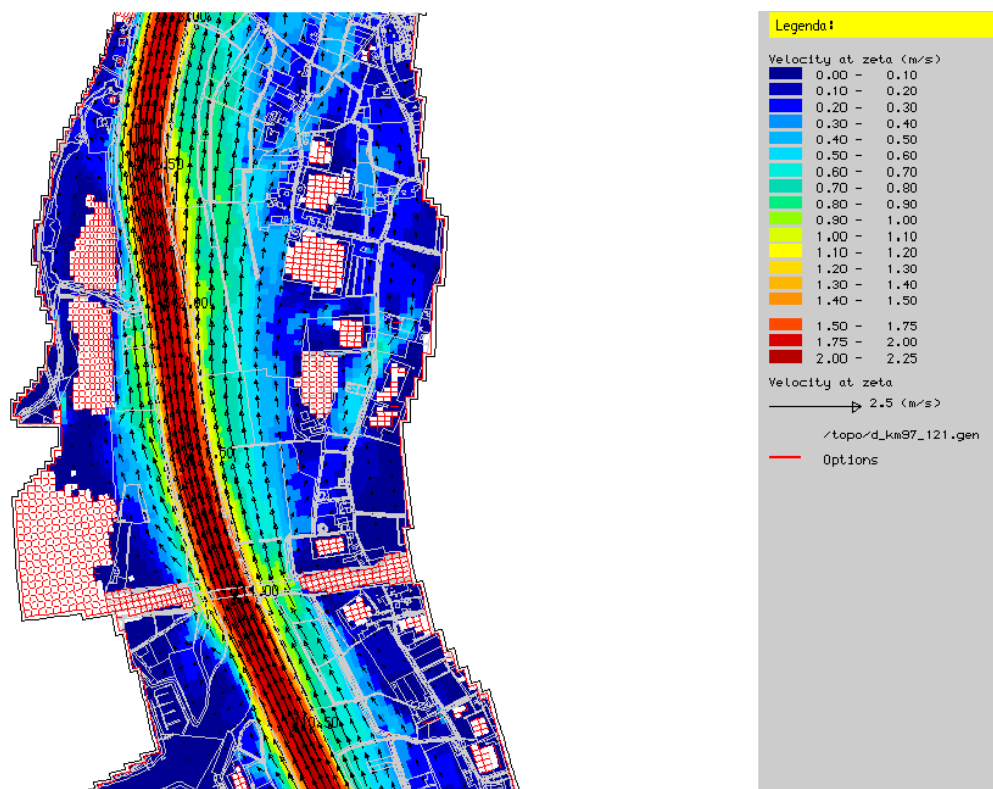 Legenda:
Velocity at zeta (m/s)
0.00 - 0.10
0.10 - 0.20
0.20 - 0.30
0.30 - 0.40
0.40 - 0.50
0.50 - 0.60
0.60 - 0.70
0.70 - 0.80
0.80 - 0.90
0.90 - 1.00
1.00 - 1.10
1.10 - 1.20
1.20 - 1.30
1.30 - 1.40
1.40 - 1.50
1.50 - 1.75
1.75 - 2.00
2.00 - 2.25
Velocity at zeta
2.5 (m/s)
/topo/d_km97_121.gen
Options